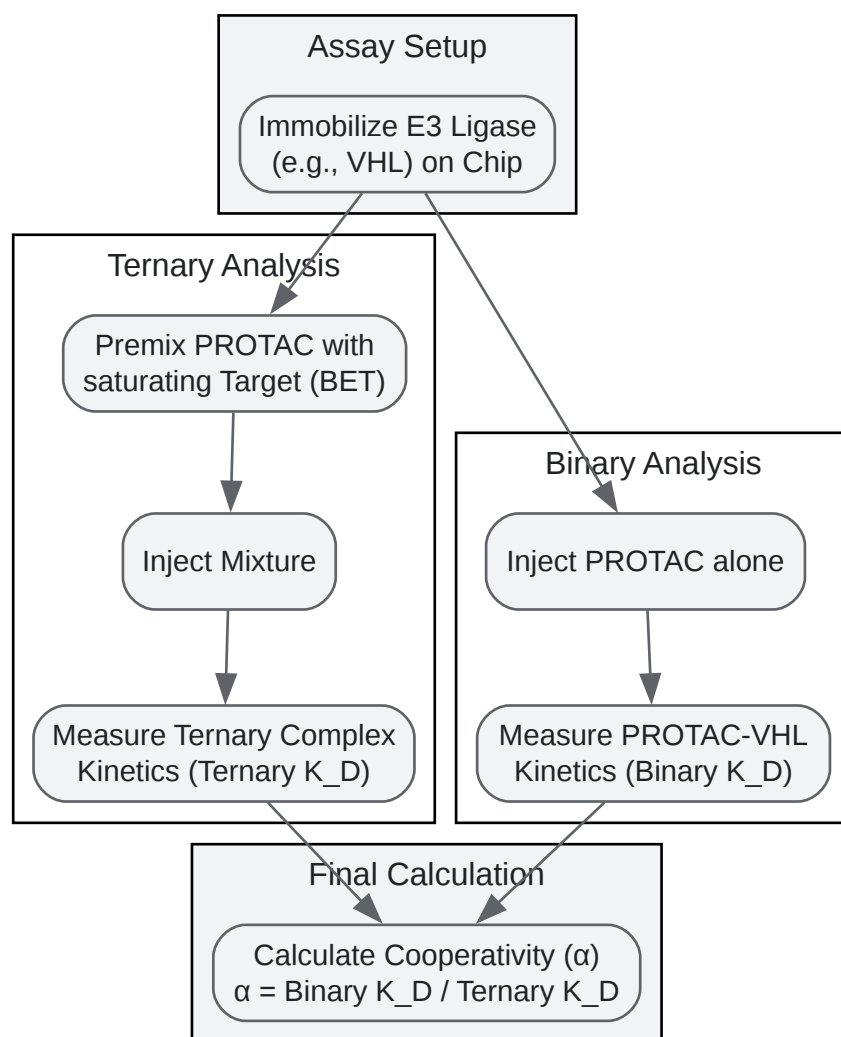 Assay Setup
Immobilize E3 Ligase
(e.g., VHL) on Chip
Ternary Analysis
Premix PROTAC with
saturating Target (BET)
Inject Mixture
Measure Ternary Complex
Kinetics (Ternary K_D)
Binary Analysis
Inject PROTAC alone
Measure PROTAC-VHL
Kinetics (Binary K_D)
Final Calculation
Calculate Cooperativity (α)
α = Binary K_D / Ternary K_D